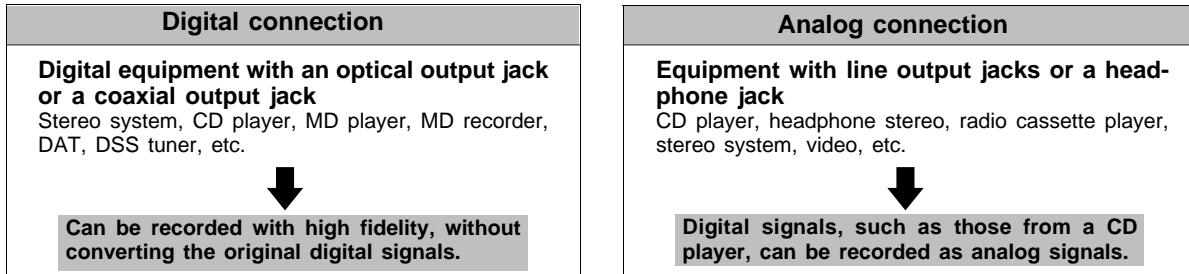 Digital connection
Digital equipment with an optical output jack
or a coaxial output jack
Stereo system, CD player, MD player, MD recorder,
DAT, DSS tuner, etc.
Can be recorded with high fidelity, without
converting the original digital signals.
Analog connection
Equipment with line output jacks or a head-
phone jack
CD player, headphone stereo, radio cassette player,
stereo system, video, etc.
Digital signals, such as those from a CD
player, can be recorded as analog signals.